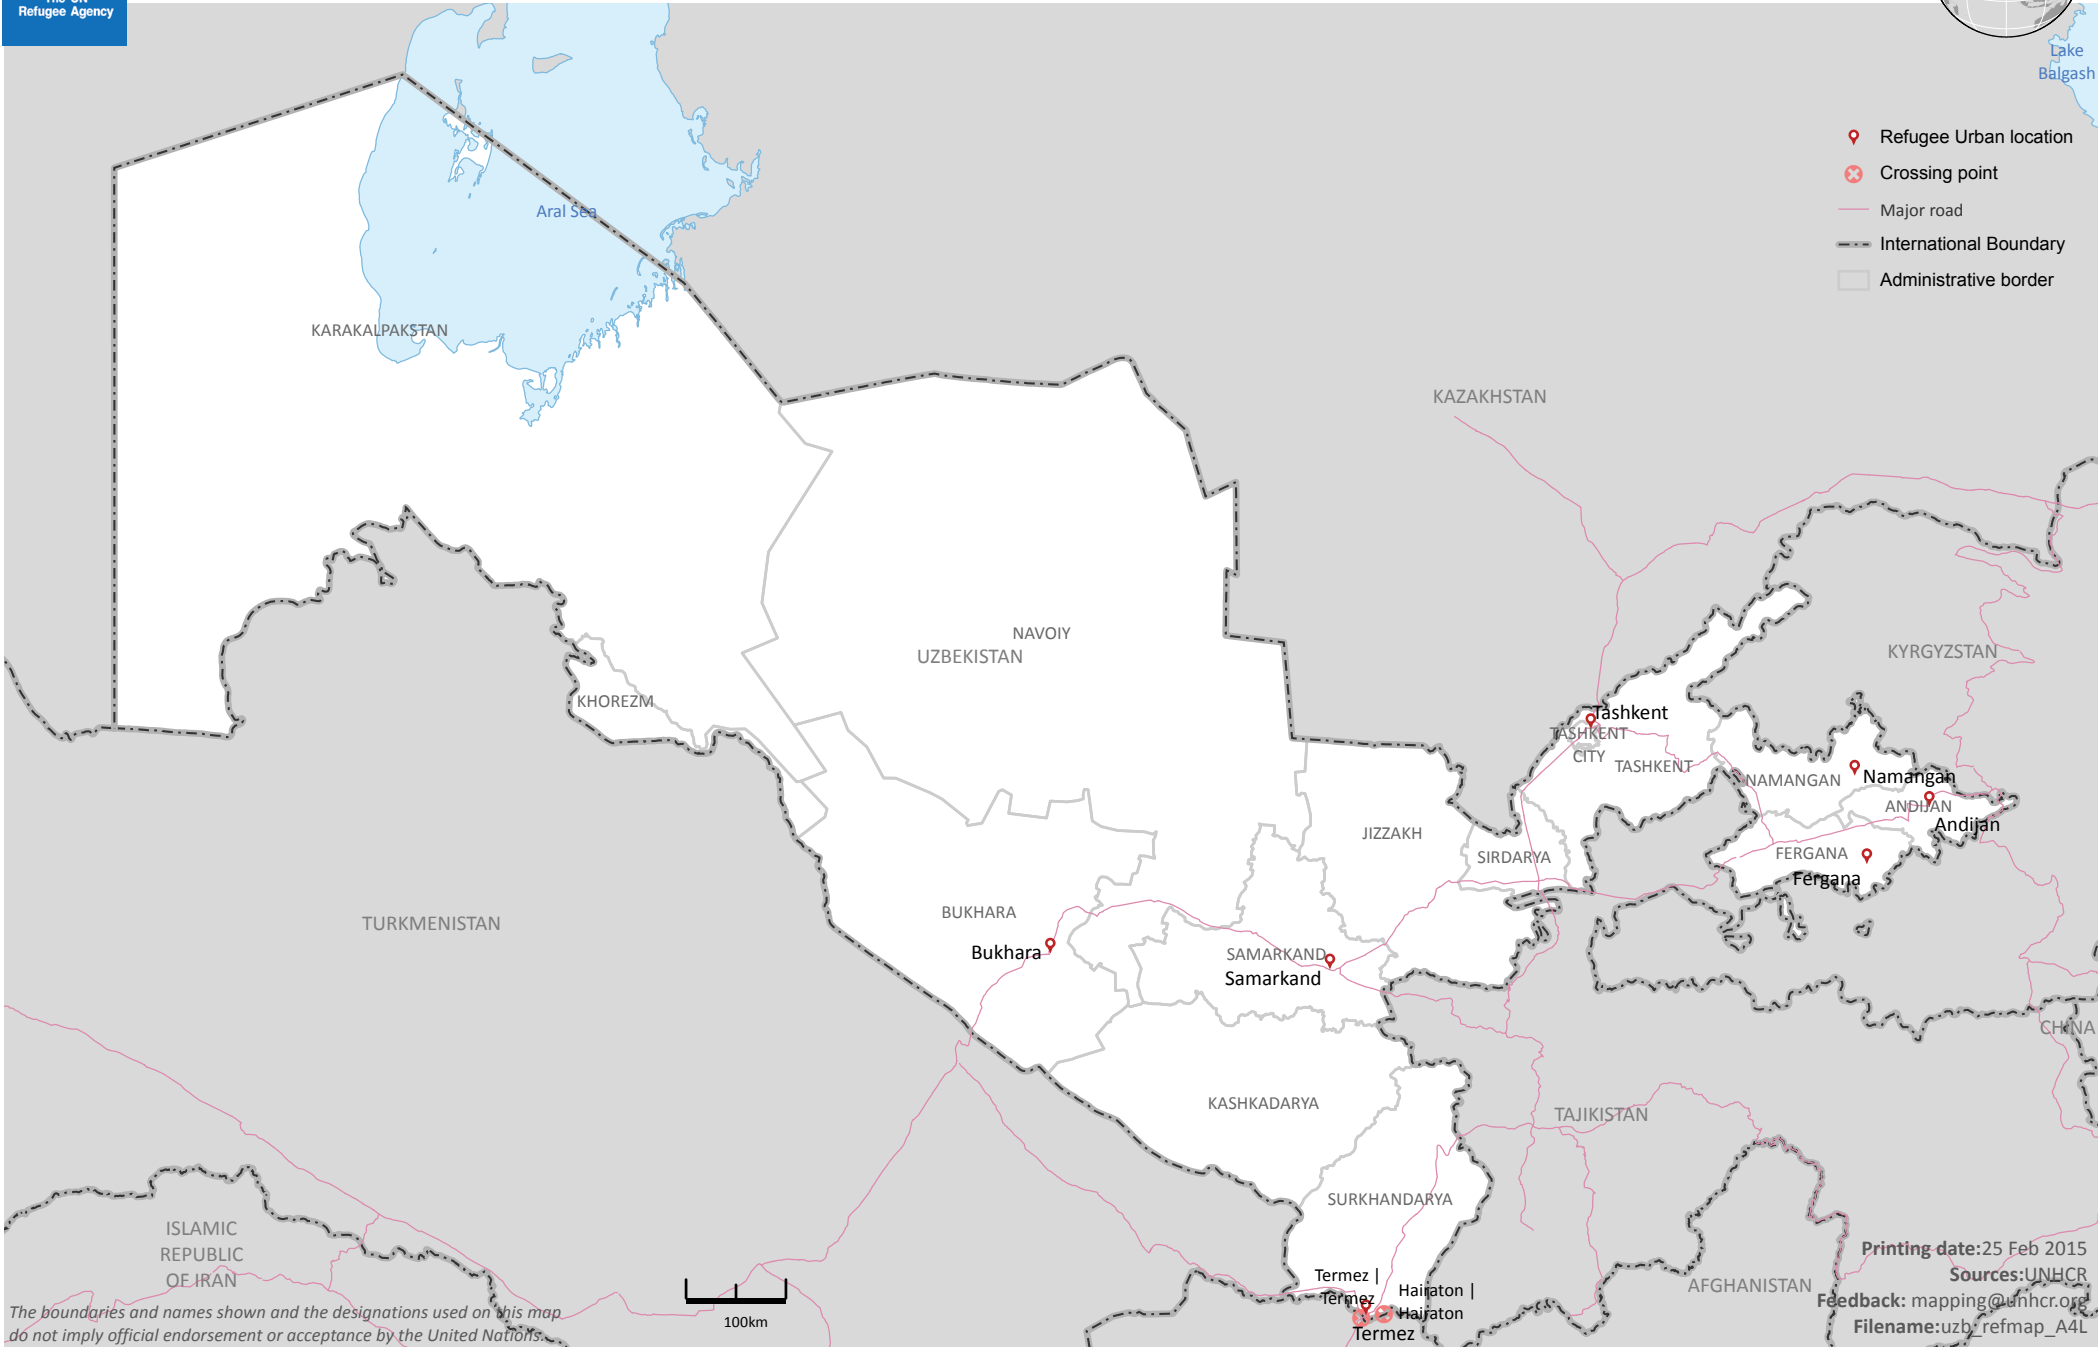 Refugee Agency
Lake
Balgash
Refugee Urban location
Crossing point
Major road
International Boundary
Administrative border
Aral Sea
KARAKALPAKSTAN
KAZAKHSTAN
NAVOIY
UZBEKISTAN
KYRGYZSTAN
KHOREZM
Tashkent
TASHKENT
CITY
TASHKENT
NAMANGAN
Namangan
ANDIJAN
Andijan
JIZZAKH
SIRDARYA
FERGANA
Fergana
BUKHARA
Bukhara
TURKMENISTAN
SAMARKAND
Samarkand
CHINA
KASHKADARYA
TAJIKISTAN
SURKHANDARYA
ISLAMIC
REPUBLIC
OF IRAN
Termez |
Termez
Hairaton |
Hairaton
Termez
AFGHANISTAN
100km
The boundaries and names shown and the designations used on this map
do not imply official endorsement or acceptance by the United Nations.
Printing date:25 Feb 2015
Sources:UNHCR
Feedback: mapping@unhcr.org
Filename:uzb_refmap_A4L